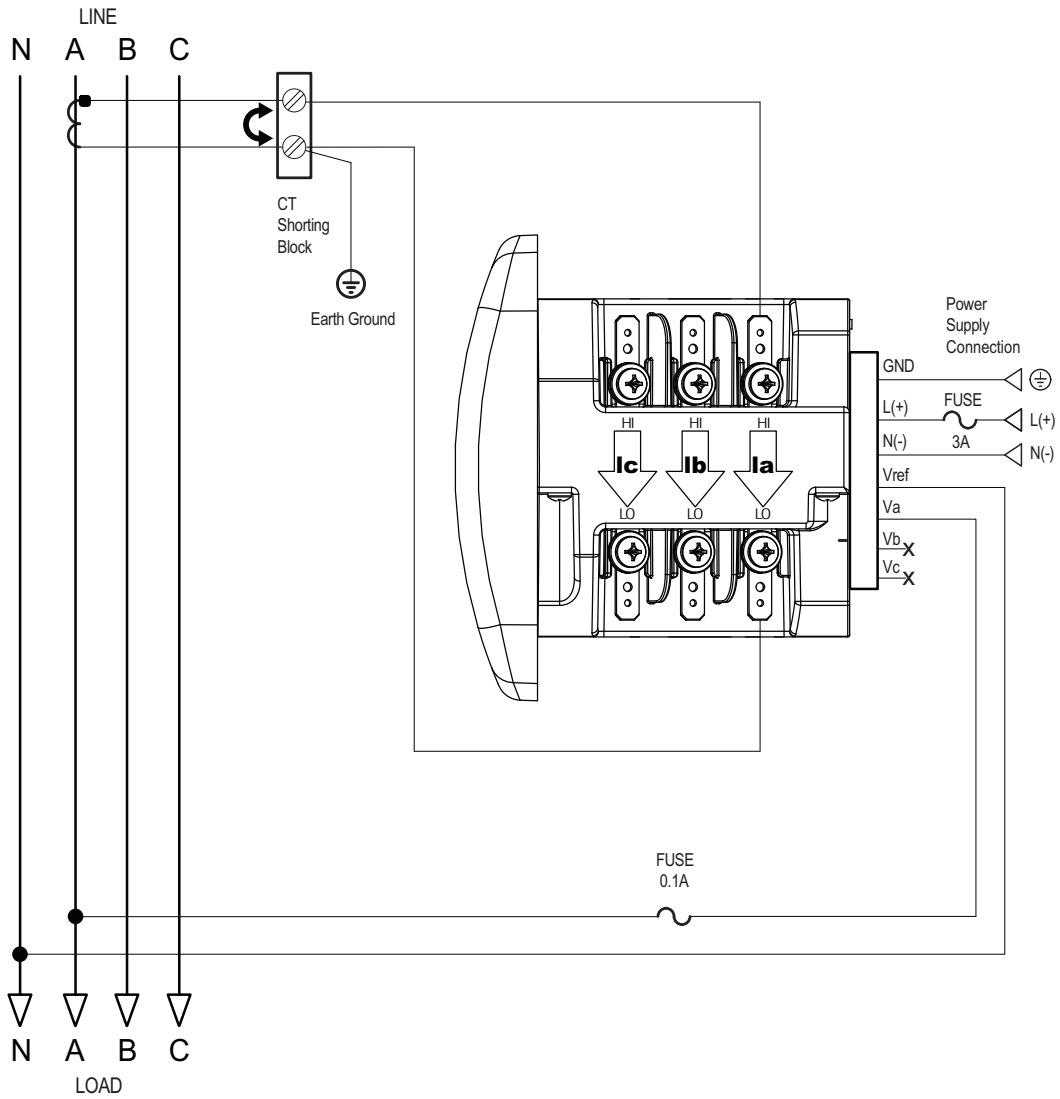 LINE
N A B C
CT
Shorting
Block
Earth Ground
Power
Supply
Connection
GND
L(+)
FUSE
3A
L(+)
N(-)
N(-)
Vref
Va
Vb
X
Vc
X
HI HI HI
Ic Ib Ia
LO LO LO
FUSE
0.1A
N A B C
LOAD